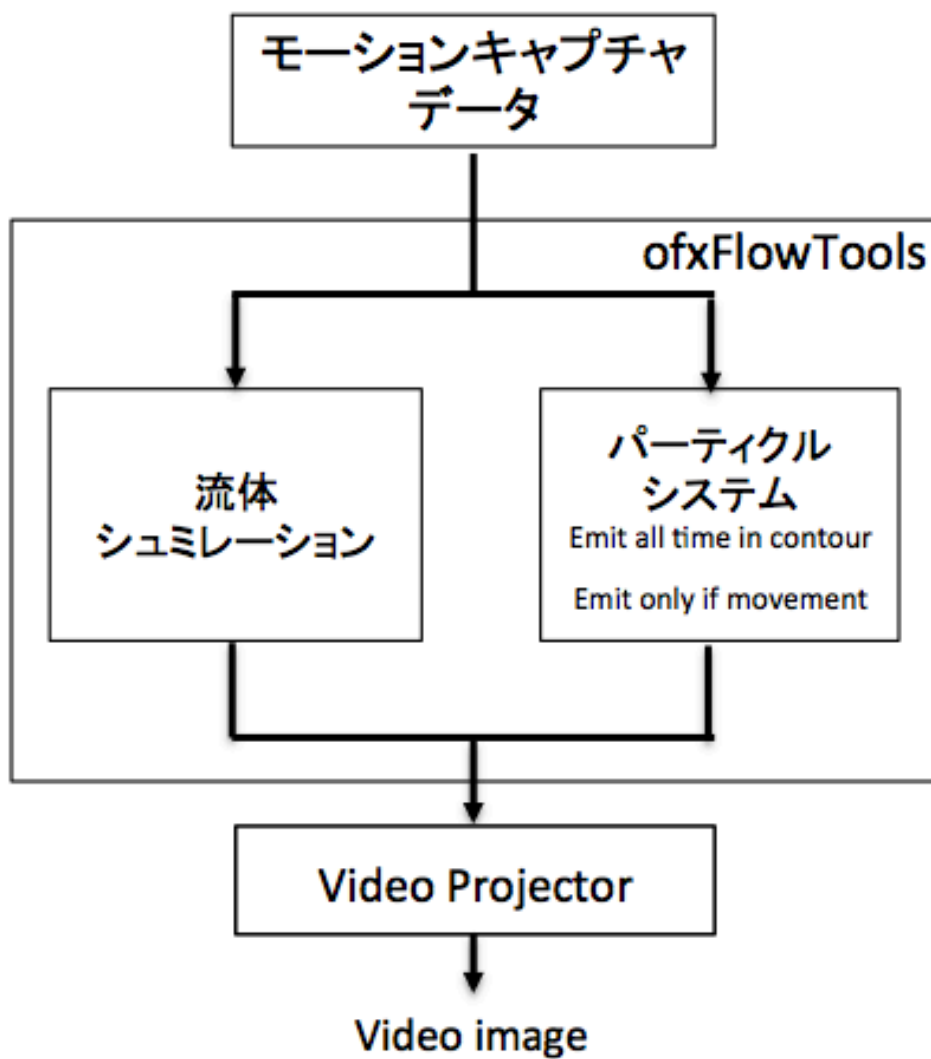 モーションキャプチャ
データ
ofxFlowTools
流体
シュミレーション
パーティクル
システム
Emit all time in contour
Emit only if movement
Video Projector
Video image